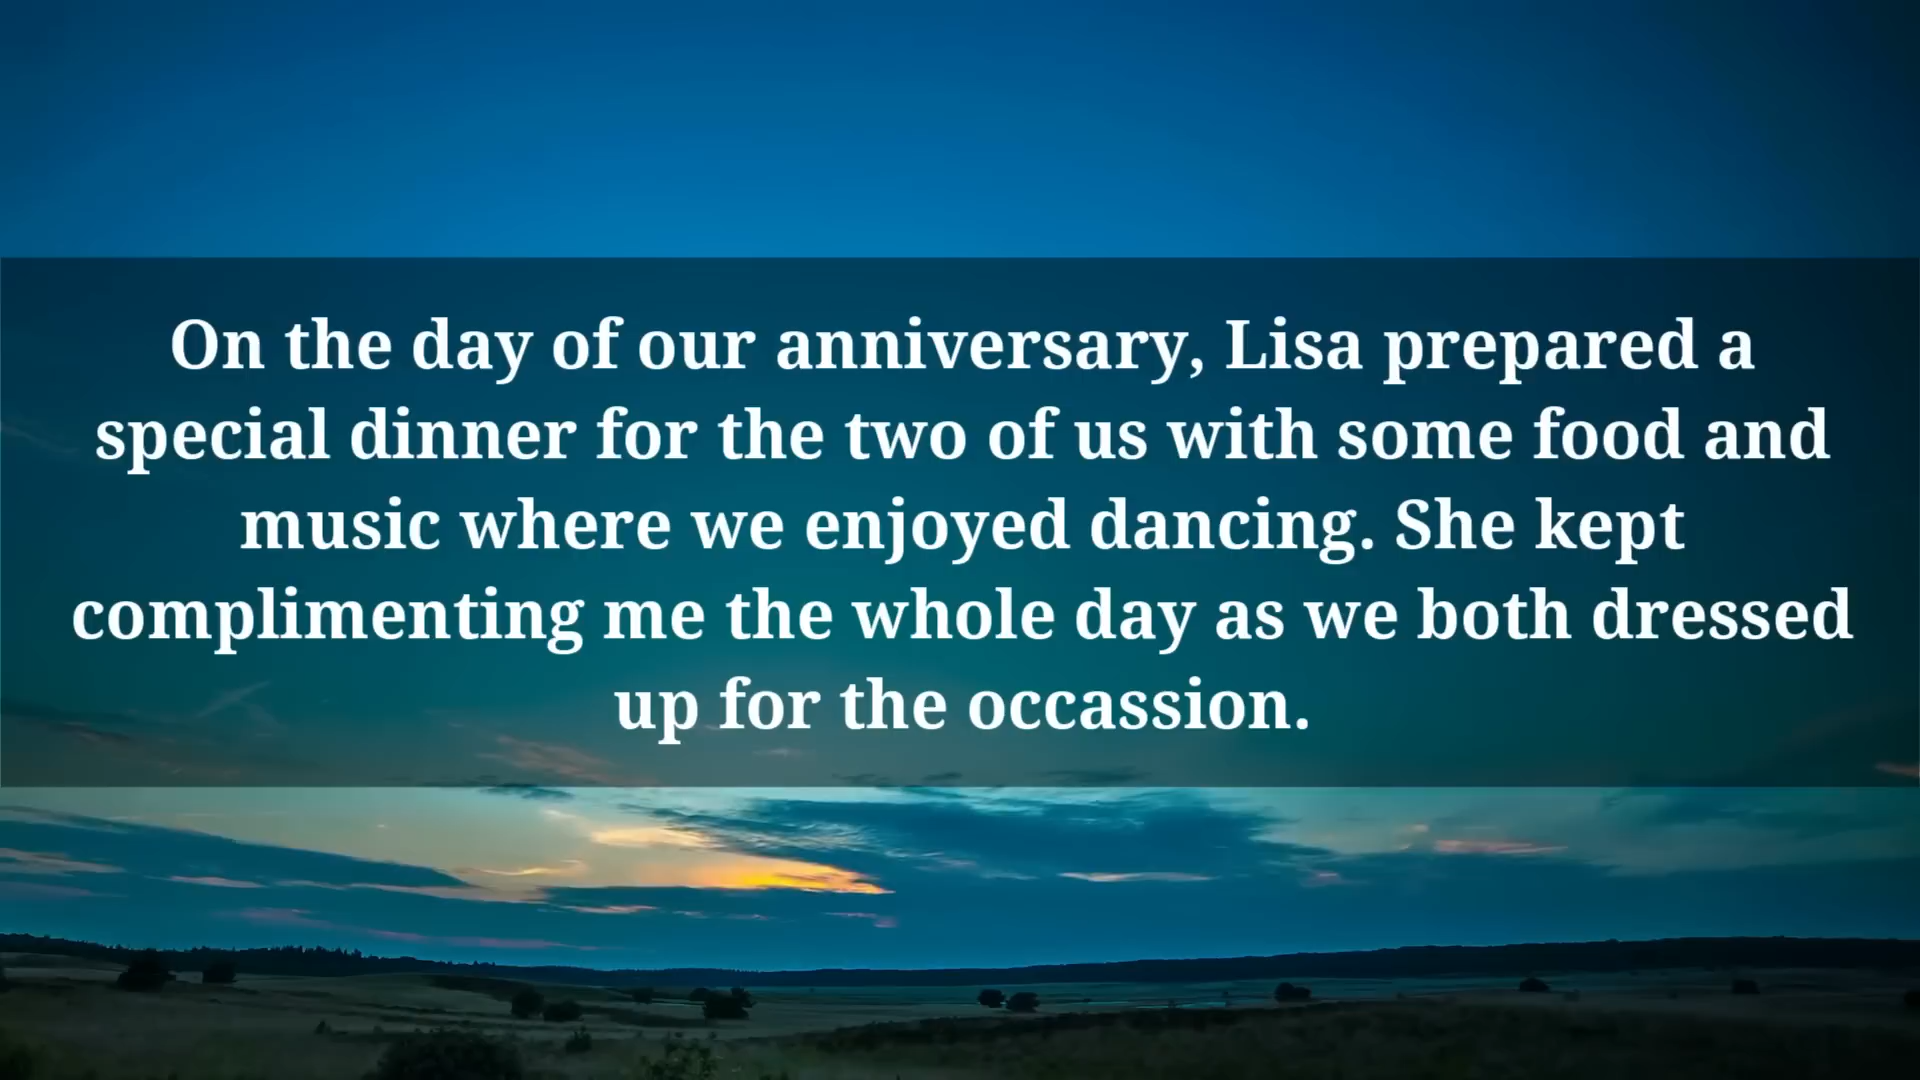 On the day of our anniversary, Lisa prepared a
special dinner for the two of us with some food and
music where we enjoyed dancing. She kept
complimenting me the whole day as we both dressed
up for the occassion.